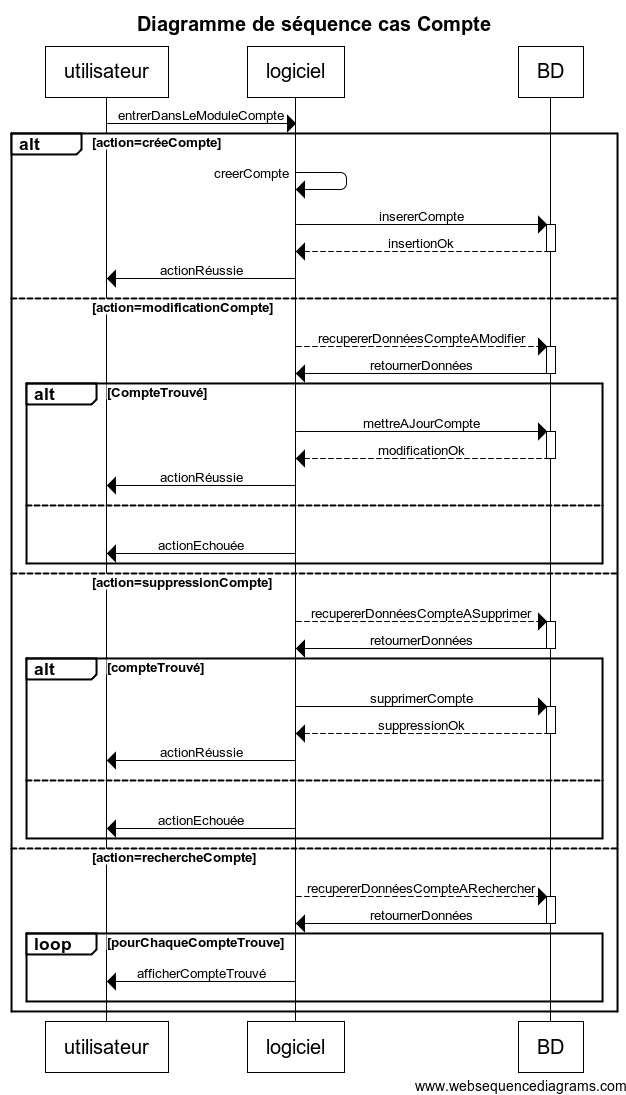 Diagramme de séquence cas Compte
utilisateur
logiciel
BD
entrerDansLeModuleCompte
alt
[action=créeCompte]
creerCompte
insererCompte
insertionOk
actionRéussie
[action=modificationCompte]
recupererDonnéesCompteAModifier
retournerDonnées
alt
[CompteTrouvé]
mettreAJourCompte
modificationOk
actionRéussie
actionEchouée
[action=suppressionCompte]
recupererDonnéesCompteASupprimer
retournerDonnées
alt
[compteTrouvé]
supprimerCompte
suppressionOk
actionRéussie
actionEchouée
[action=rechercheCompte]
recupererDonnéesCompteARechercher
retournerDonnées
loop
[pourChaqueCompteTrouve]
afficherCompteTrouvé
utilisateur
logiciel
BD
www.websequencediagrams.com